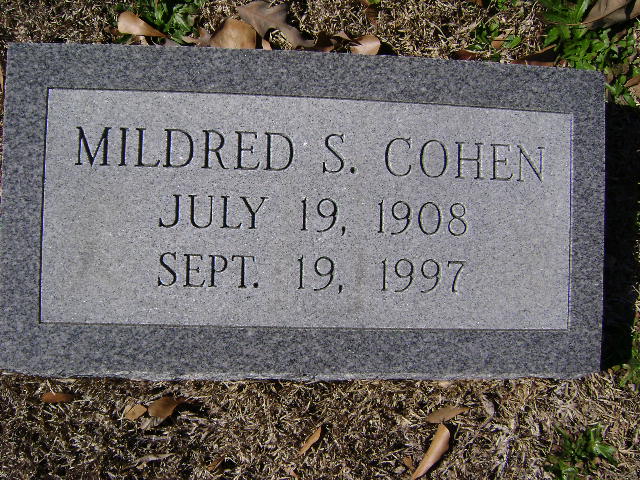 MILDRED S. COHEN
JULY 19, 1908
SEPT. 19, 1997